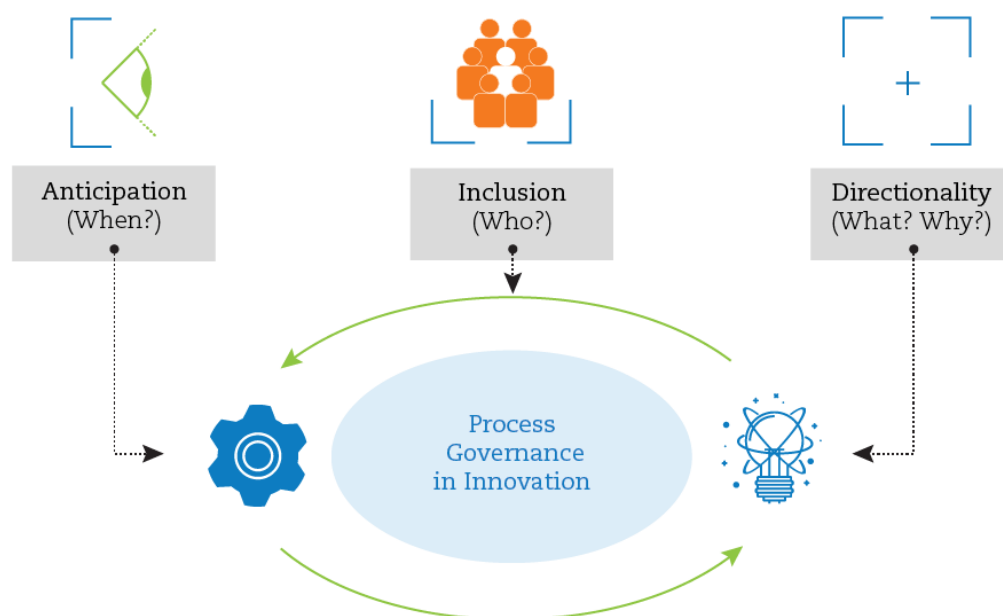 Anticipation
(When?)
Inclusion
(Who?)
Directionality
(What? Why?)
Process
Governance
in Innovation